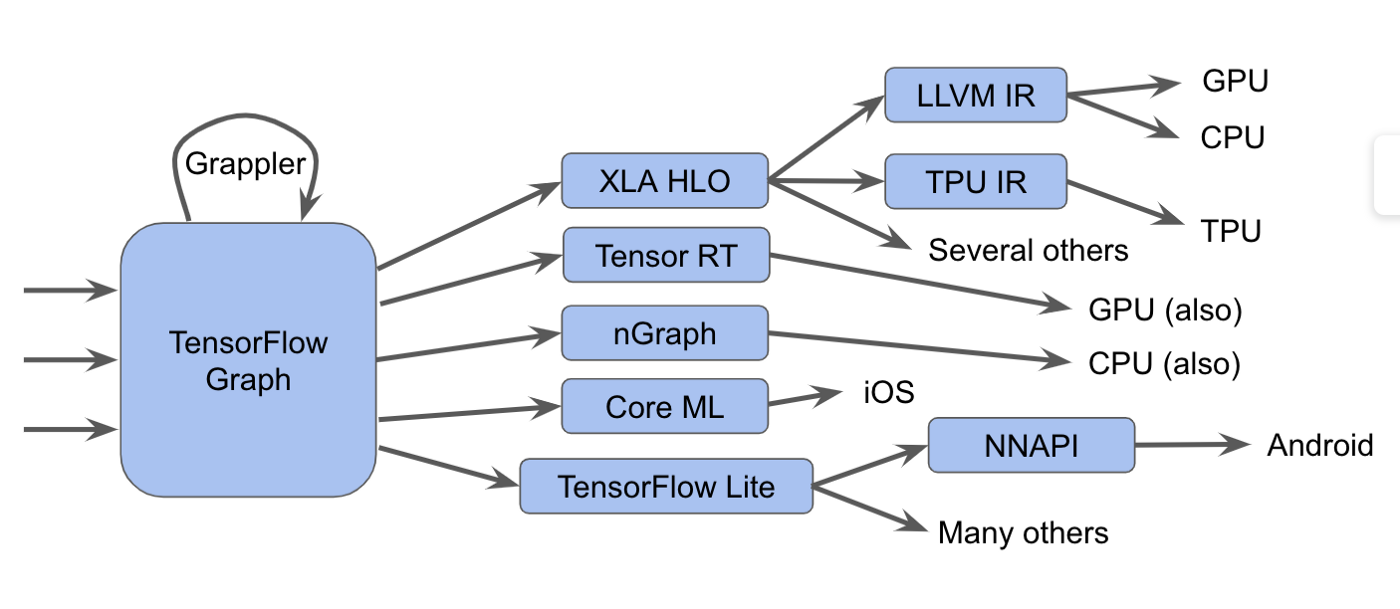 Grappler
TensorFlow
Graph
XLA HLO
LLVM IR
GPU
CPU
TPU IR
TPU
Several others
Tensor RT
GPU (also)
nGraph
CPU (also)
Core ML
iOS
TensorFlow Lite
NNAPI
Android
Many others